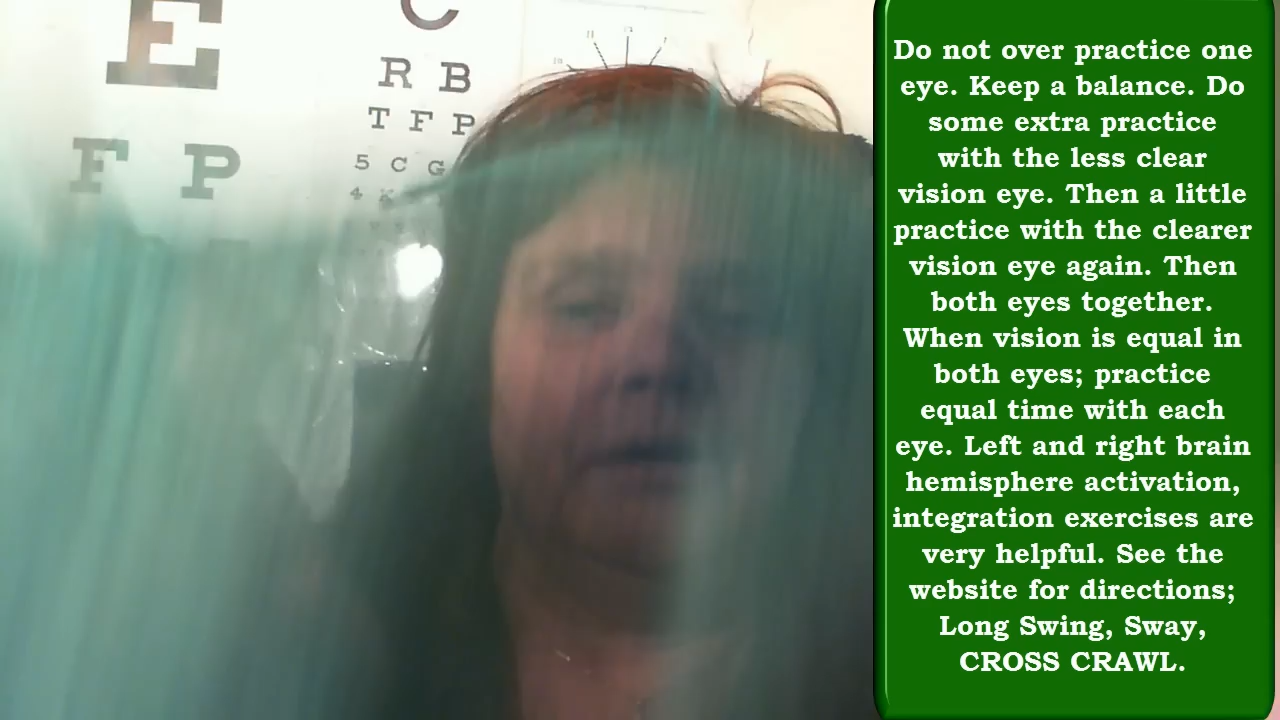 E
C
R B
T F P
F P
5 C G
4
Do not over practice one
eye. Keep a balance. Do
some extra practice
with the less clear
vision eye. Then a little
practice with the clearer
vision eye again. Then
both eyes together.
When vision is equal in
both eyes; practice
equal time with each
eye. Left and right brain
hemisphere activation,
integration exercises are
very helpful. See the
website for directions;
Long Swing, Sway,
CROSS CRAWL.